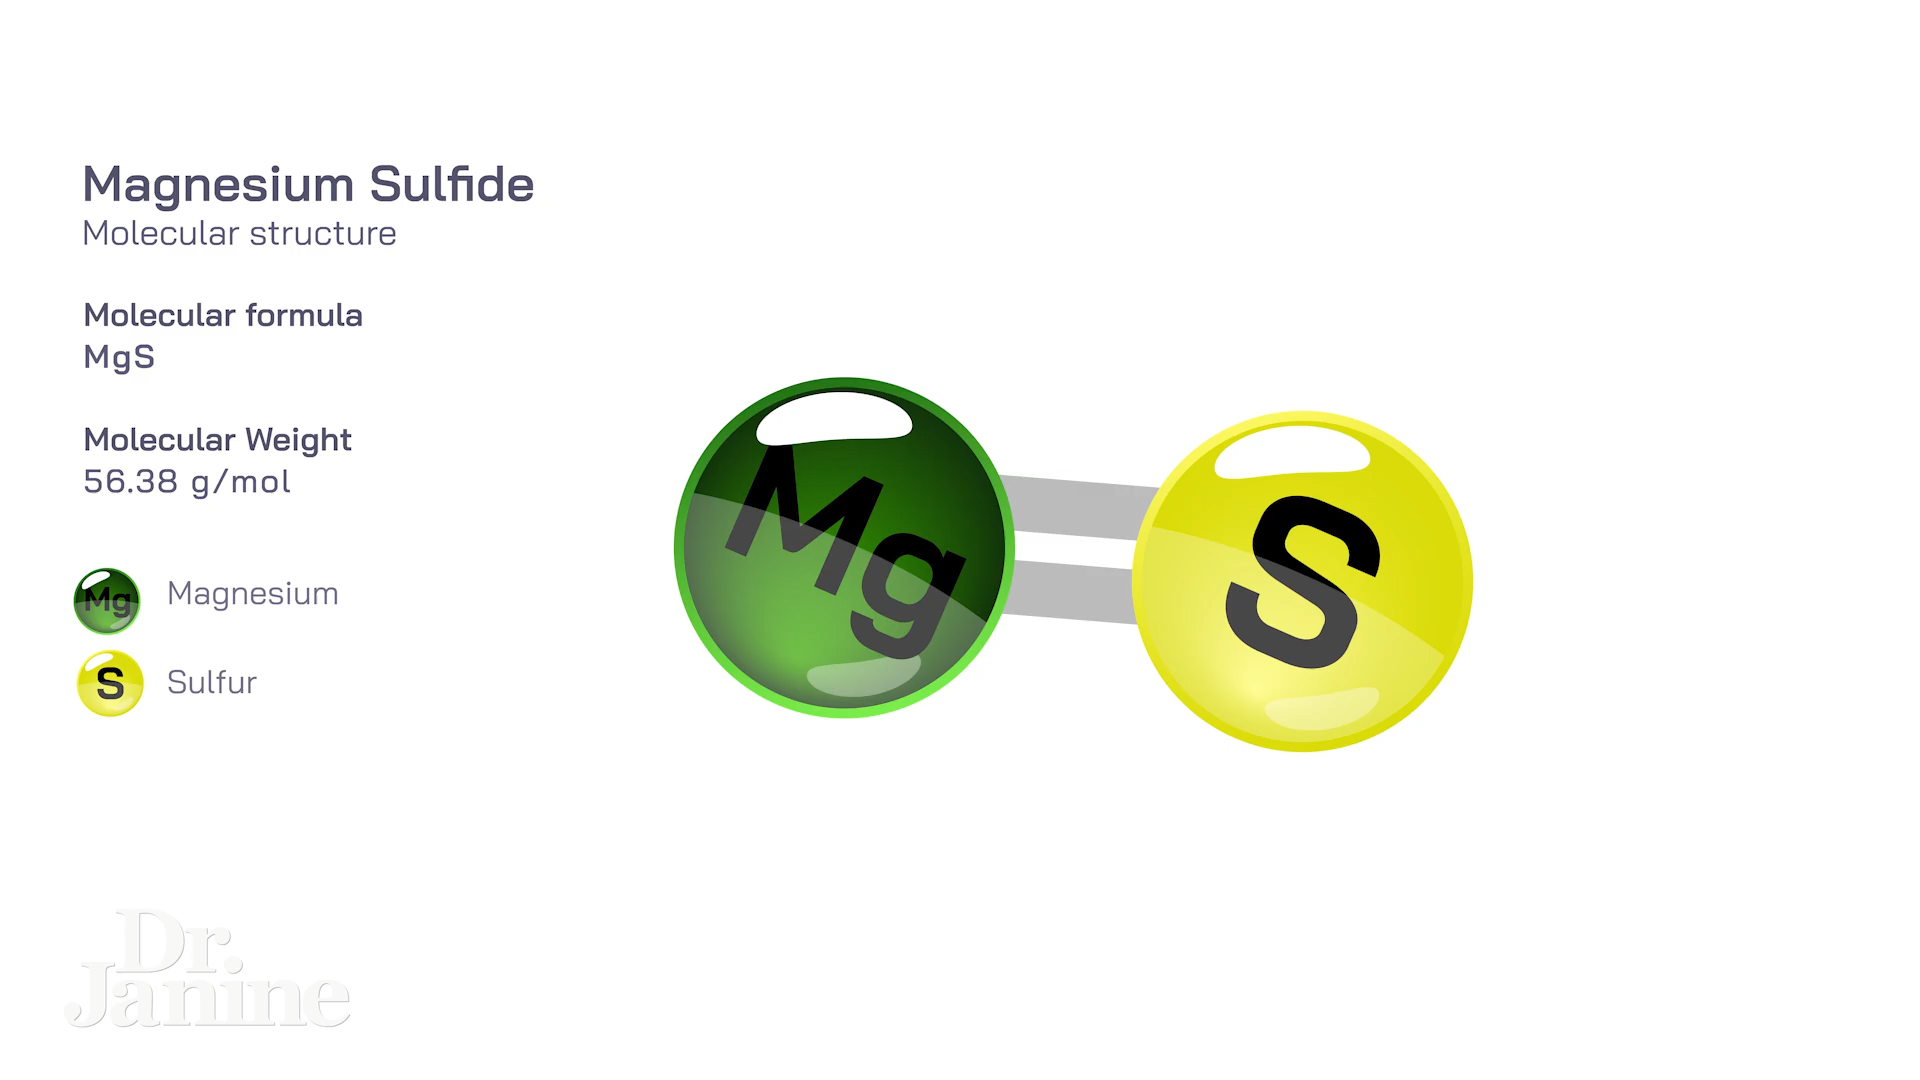 Magnesium Sulfide
Molecular structure
Molecular formula
MgS
Molecular Weight
56.38 g/mol
Mg Magnesium
S Sulfur
Mg
S
Dr.
Janine